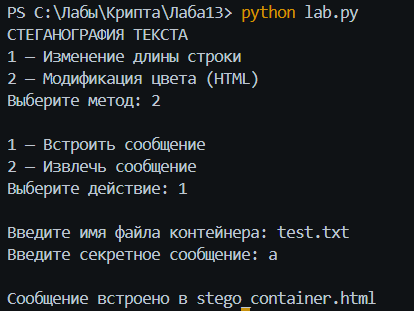 PS C:\Лабы\Крипта\Лаба13> python lab.py
СТЕГАНОГРАФИЯ ТЕКСТА
1 – Изменение длины строки
2 – Модификация цвета (HTML)
Выберите метод: 2
1 – Встроить сообщение
2 – Извлечь сообщение
Выберите действие: 1
Введите имя файла контейнера: test.txt
Введите секретное сообщение: a
Сообщение встроено в stego_container.html